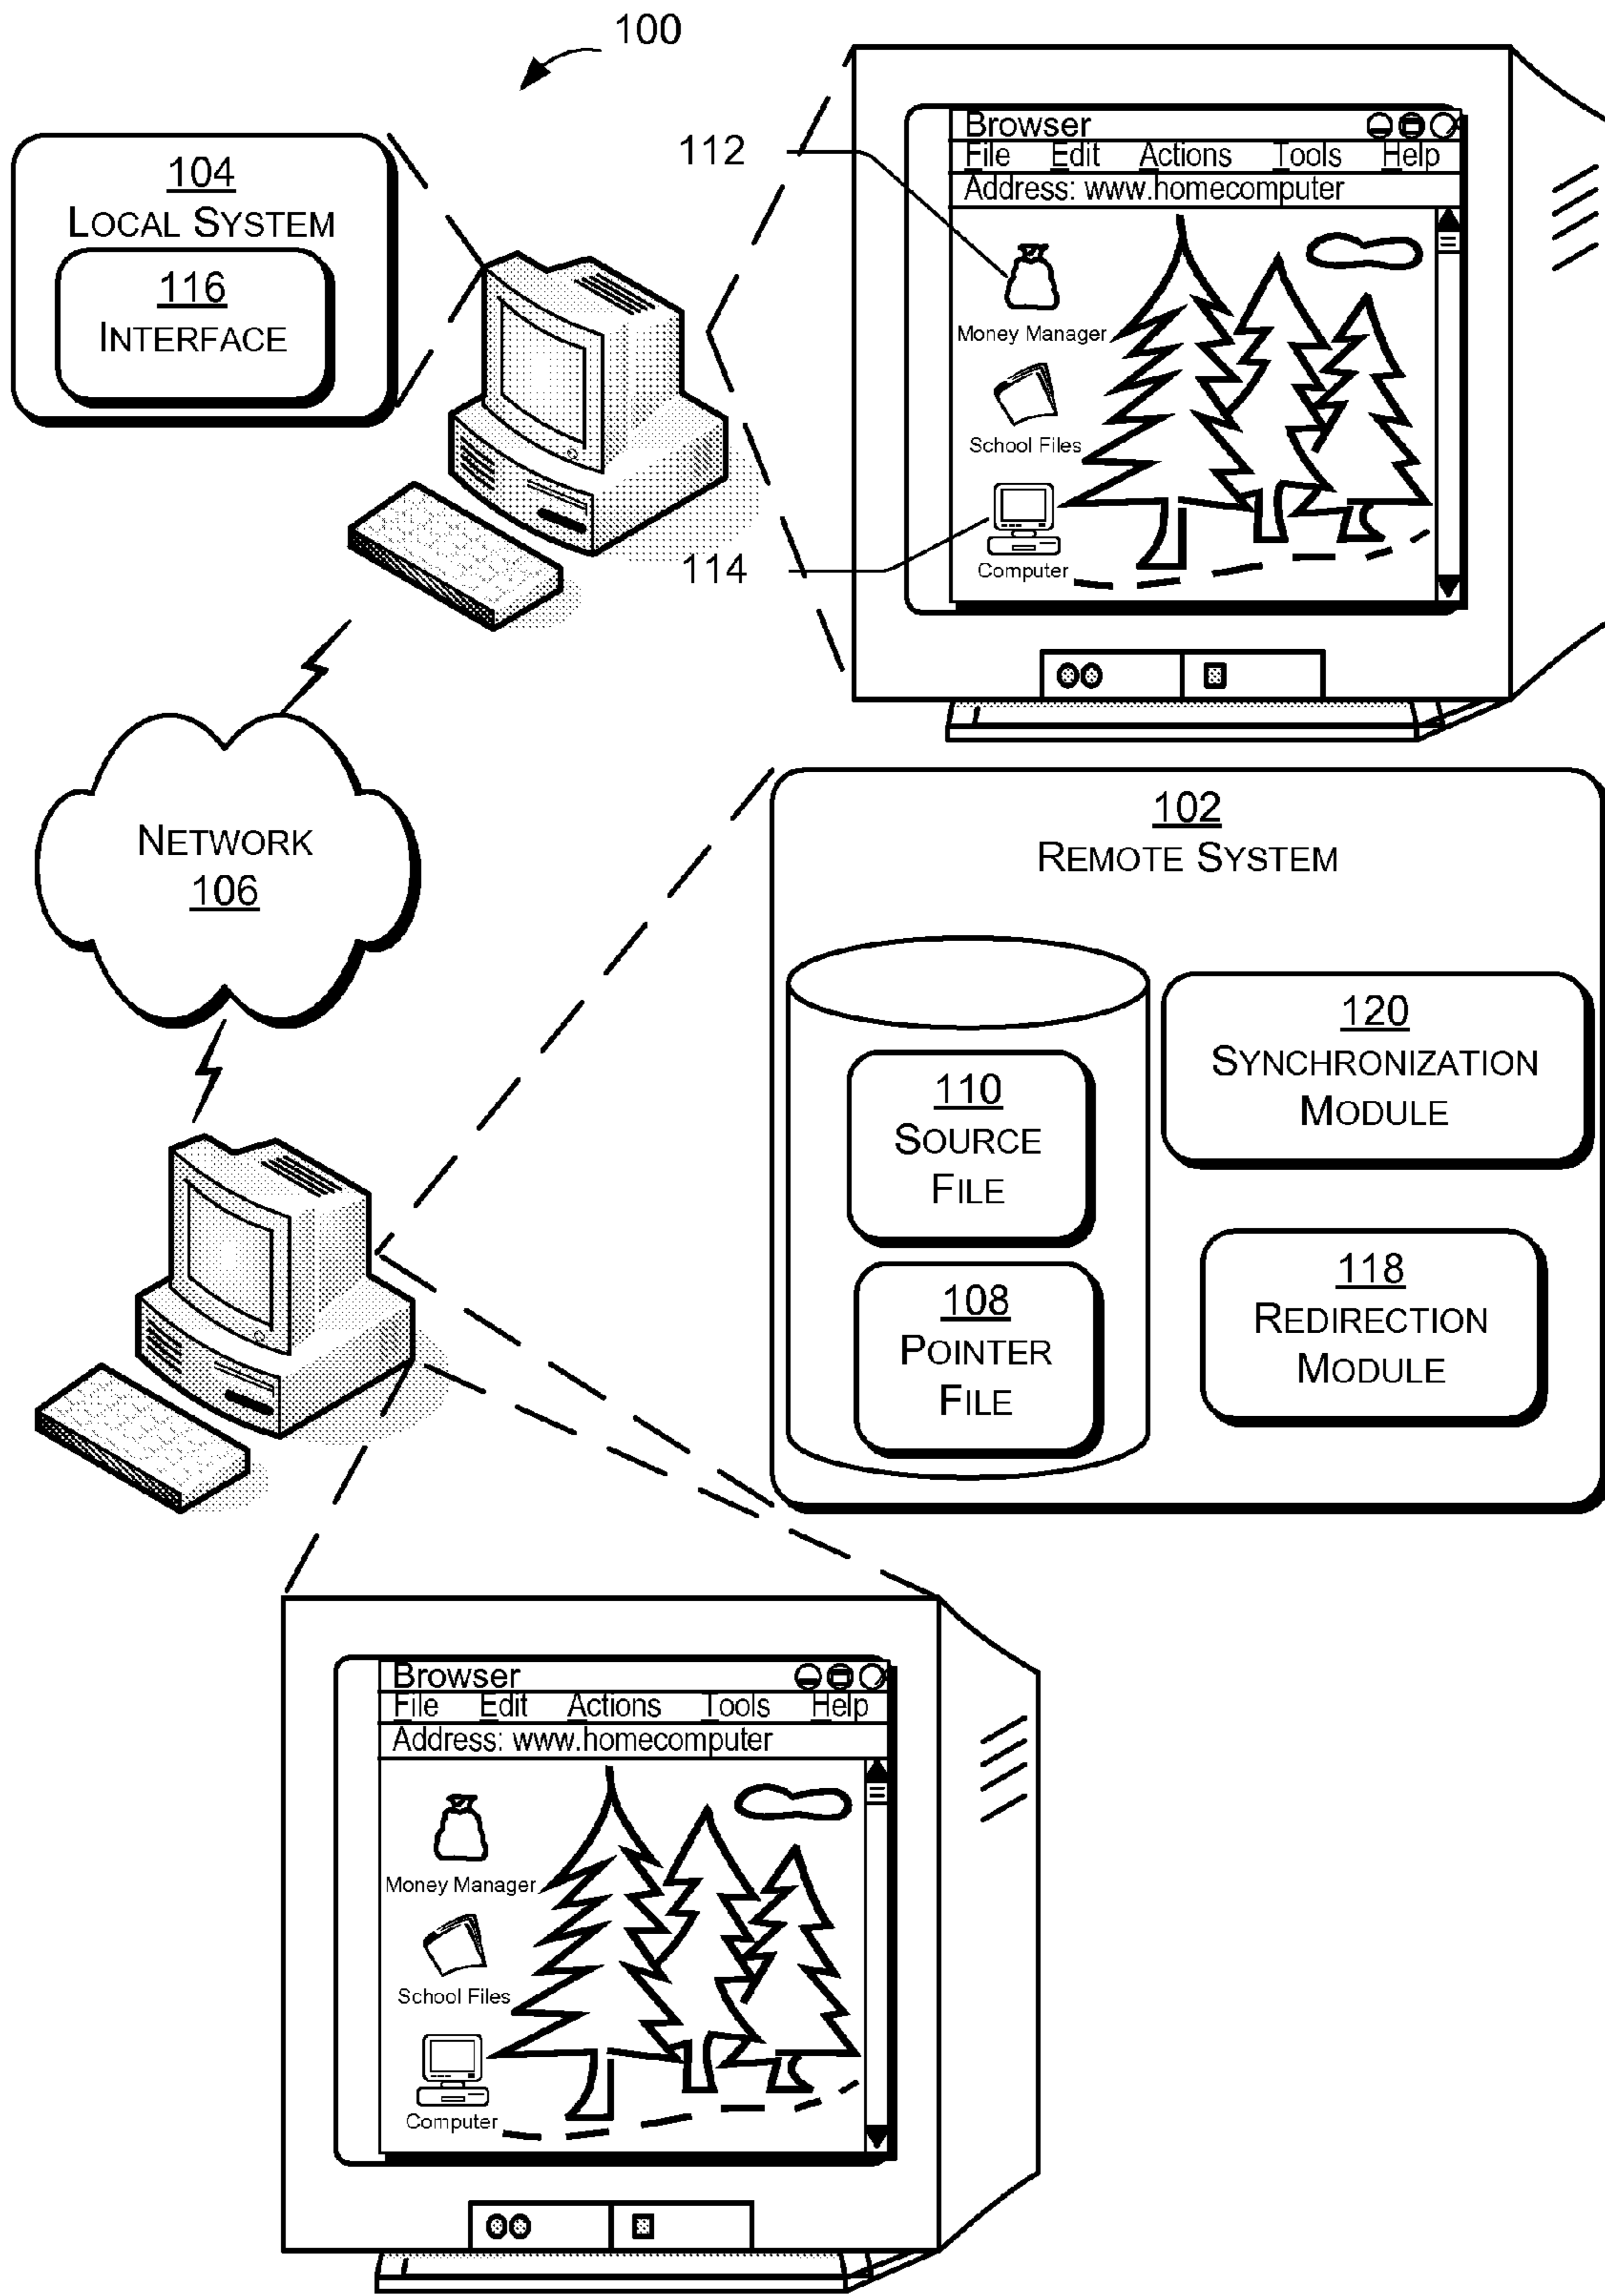 100
104
LOCAL SYSTEM
116
INTERFACE
112
Browser
File Edit Actions Tools Help
Address: www.homecomputer
Money Manager
School Files
114
Computer
NETWORK
106
102
REMOTE SYSTEM
110
SOURCE
FILE
108
POINTER
FILE
120
SYNCHRONIZATION
MODULE
118
REDIRECTION
MODULE
Browser
File Edit Actions Tools Help
Address: www.homecomputer
Money Manager
School Files
Computer